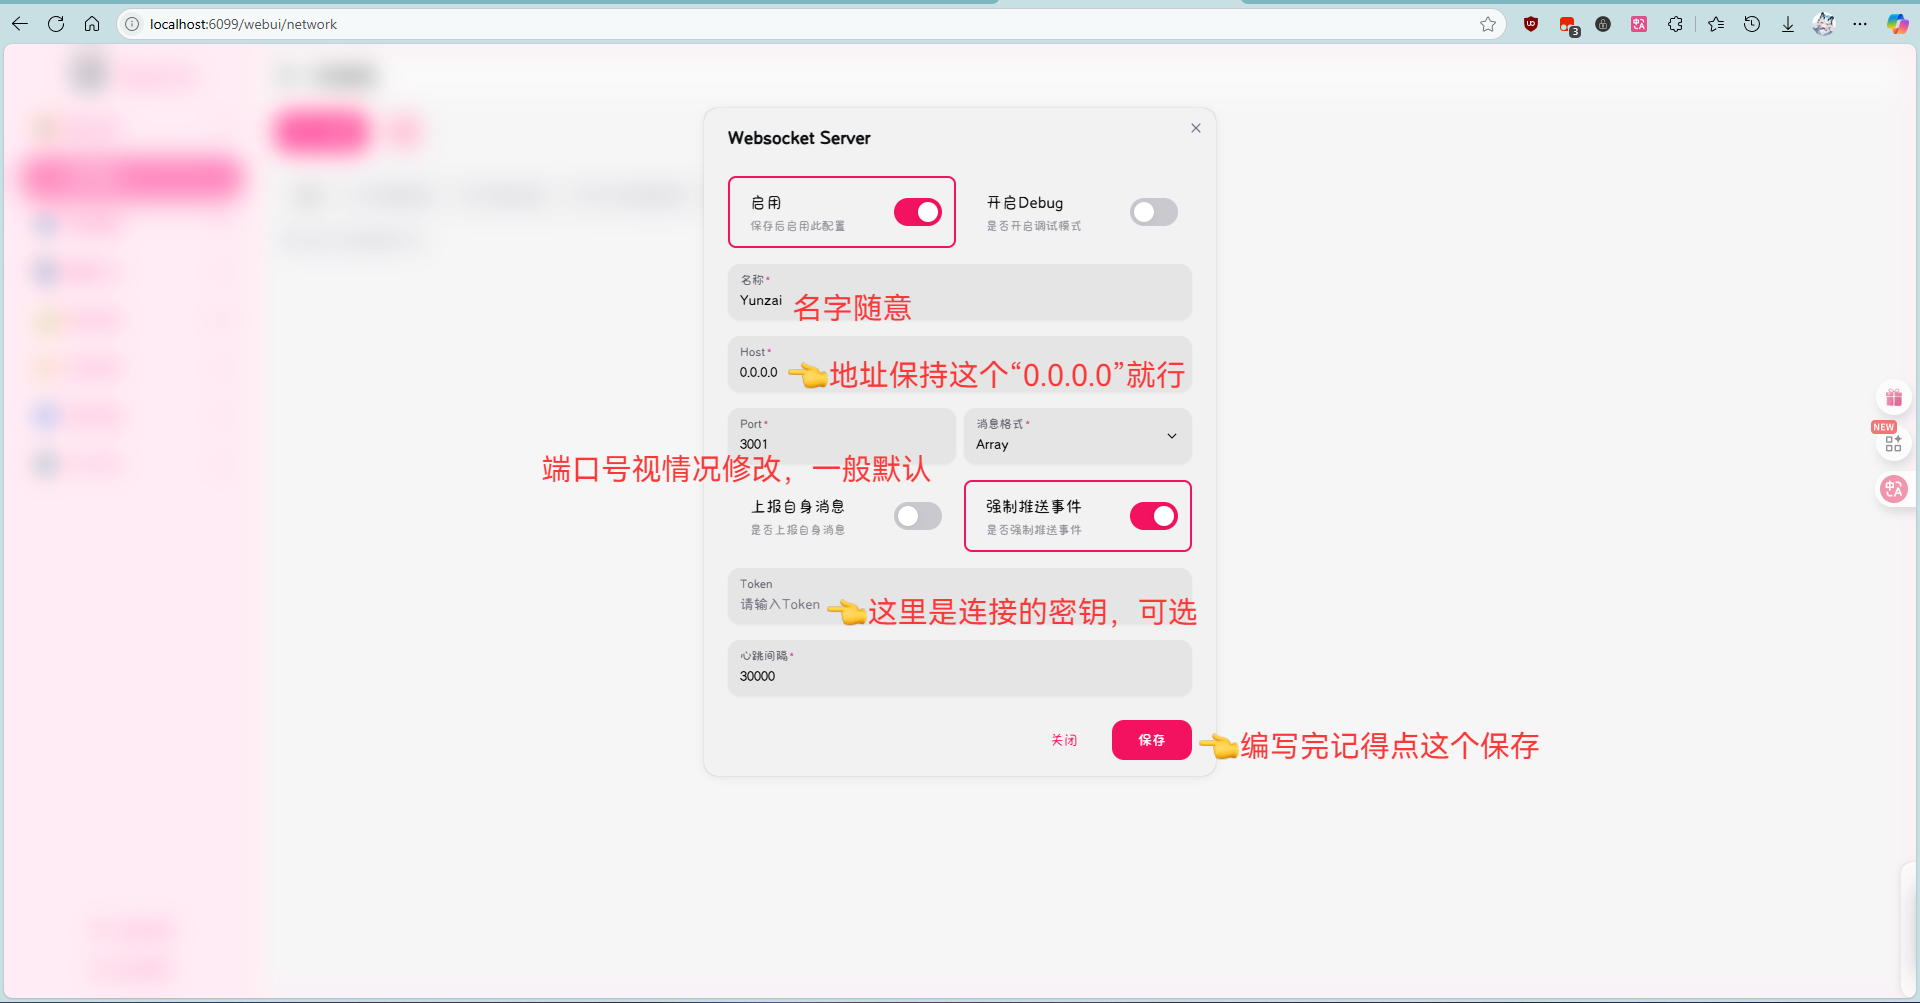 localhost:6099/webui/network
3
Websocket Server
启用
保存后启用此配置
开启Debug
是否开启调试模式
名称*
Yunzai
名字随意
Host*
0.0.0.0
👈地址保持这个“0.0.0.0”就行
Port*
3001
消息格式*
Array
端口号视情况修改，一般默认
上报自身消息
是否上报自身消息
强制推送事件
是否强制推送事件
Token
请输入Token
👈这里是连接的密钥，可选
心跳间隔*
30000
关闭
保存
👈编写完记得点这个保存
NEW